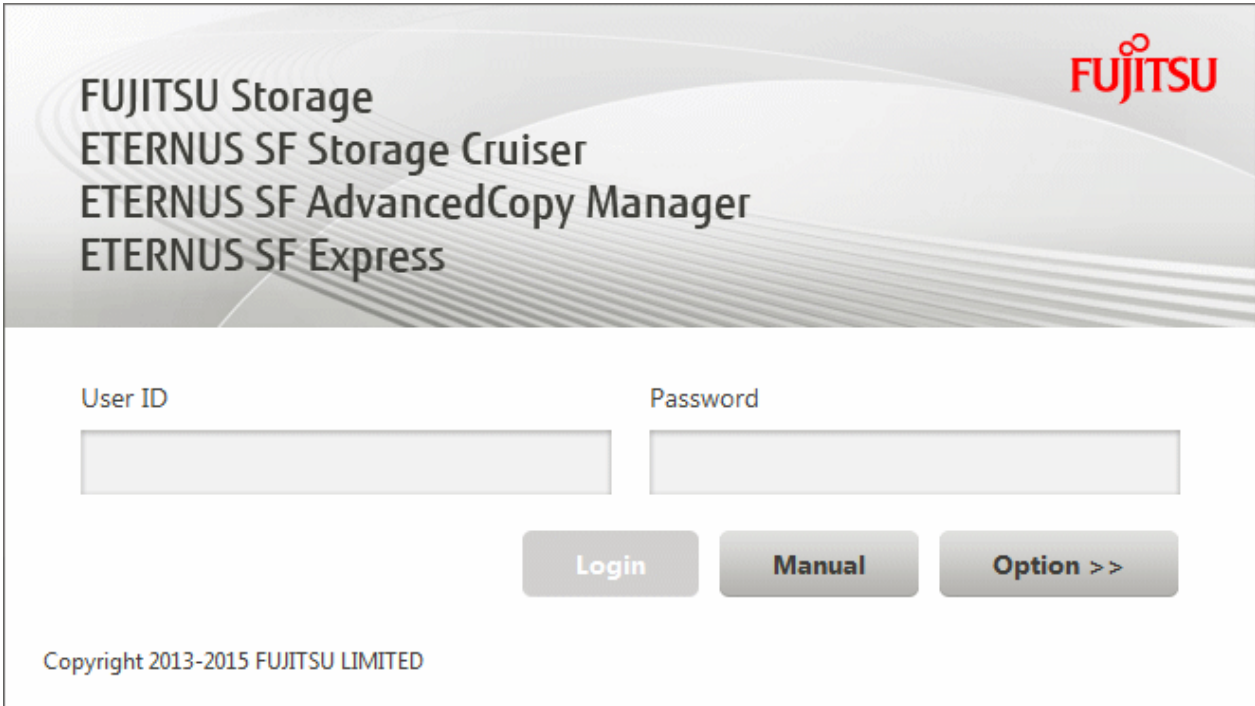 FUJITSU
FUJITSU Storage
ETERNUS SF Storage Cruiser
ETERNUS SF AdvancedCopy Manager
ETERNUS SF Express
User ID
Password
Login
Manual
Option >>
Copyright 2013-2015 FUJITSU LIMITED